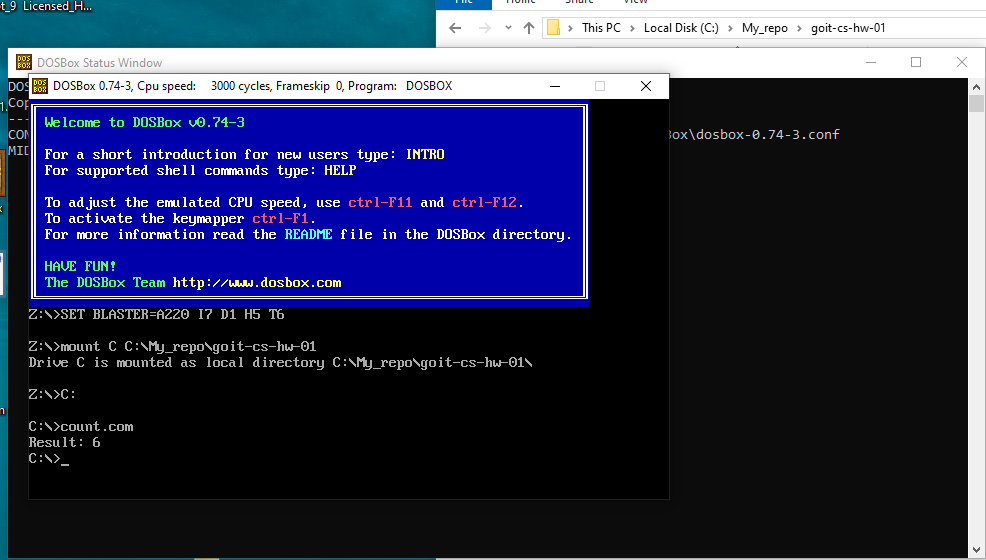 t_9 Licensed_H...
File Home Share View
This PC > Local Disk (C:) > My_repo > goit-cs-hw-01
DOSBox Status Window
DOSBox 0.74-3, Cpu speed: 3000 cycles, Frameskip 0, Program: DOSBOX
DOS
Cop
---
CON
Box\dosbox-0.74-3.conf
MID
Welcome to DOSBox v0.74-3
For a short introduction for new users type: INTRO
For supported shell commands type: HELP
To adjust the emulated CPU speed, use ctrl-F11 and ctrl-F12.
To activate the keymapper ctrl-F1.
For more information read the README file in the DOSBox directory.
HAVE FUN!
The DOSBox Team http://www.dosbox.com
Z:\>SET BLASTER=A220 I7 D1 H5 T6
Z:\>mount C C:\My_repo\goit-cs-hw-01
Drive C is mounted as local directory C:\My_repo\goit-cs-hw-01\
Z:\>C:
C:\>count.com
Result: 6
C:\>_